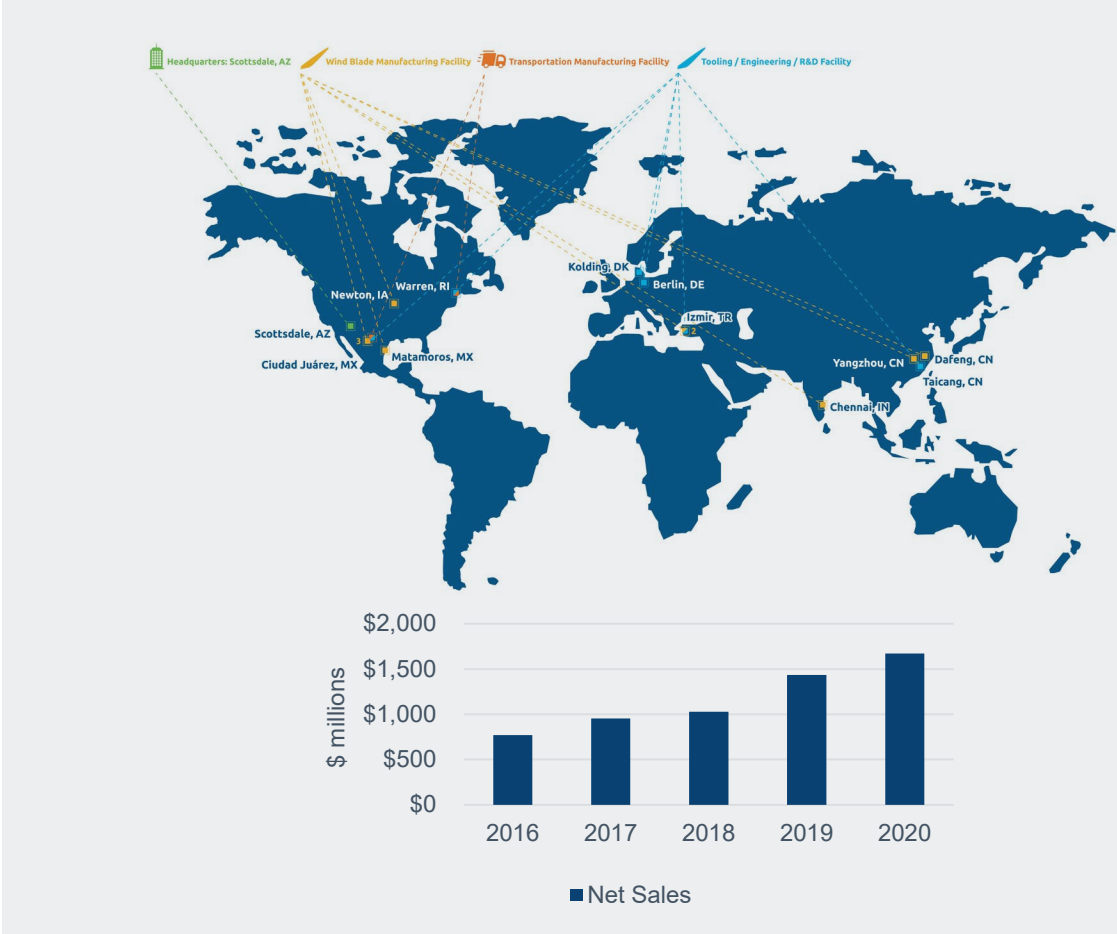 Headquarters: Scottsdale, AZ
Wind Blade Manufacturing Facility
Transportation Manufacturing Facility
Tooling / Engineering / R&D Facility
Kolding, DK
Berlin, DE
Warren, RI
Newton, IA
Izmir, TR
2
Scottsdale, AZ
3
Matamoros, MX
Ciudad Juárez, MX
Yangzhou, CN
Dafeng, CN
Taicang, CN
Chennai, IN
$2,000
$1,500
$1,000
$500
$0
$ millions
2016 2017 2018 2019 2020
Net Sales